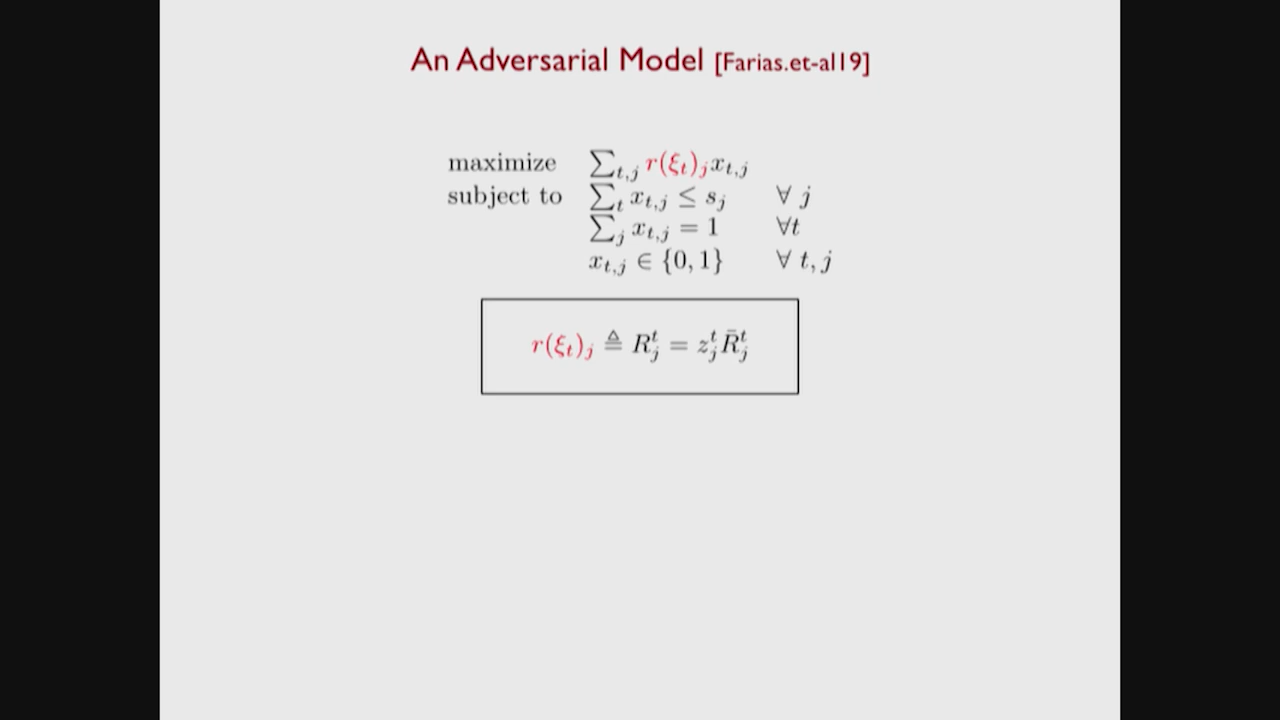 An Adversarial Model [Farias.et-al19]
maximize ∑_{t,j} r(ξ_t)_j x_{t,j}
subject to ∑_t x_{t,j} ≤ s_j ∀ j
∑_j x_{t,j} = 1 ∀t
x_{t,j} ∈ {0, 1} ∀ t, j
r(ξ_t)_j ≜ R_j^t = z_j^t R̄_j^t